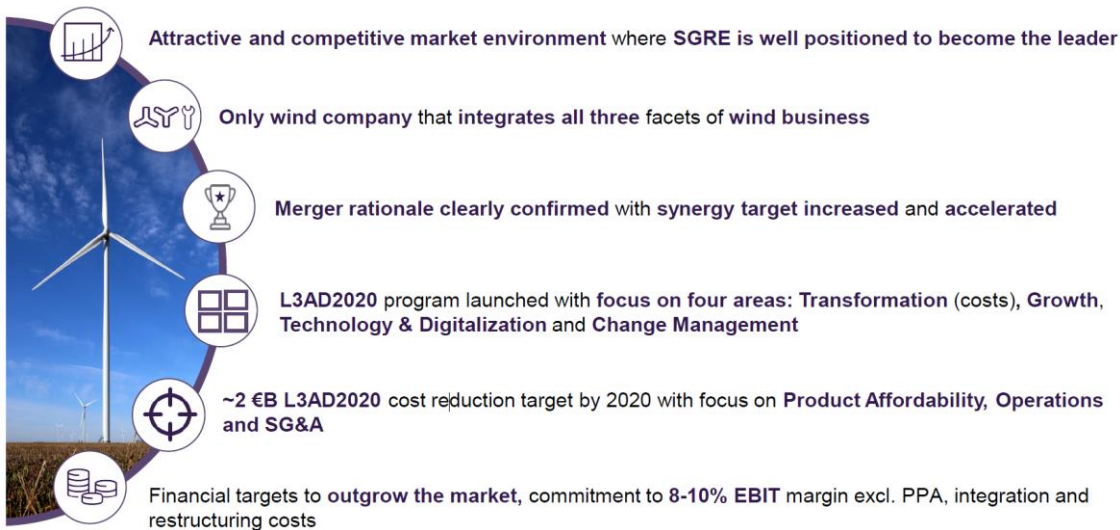 Attractive and competitive market environment where SGRE is well positioned to become the leader
Only wind company that integrates all three facets of wind business
Merger rationale clearly confirmed with synergy target increased and accelerated
L3AD2020 program launched with focus on four areas: Transformation (costs), Growth,
Technology & Digitalization and Change Management
~2 €B L3AD2020 cost reduction target by 2020 with focus on Product Affordability, Operations
and SG&A
Financial targets to outgrow the market, commitment to 8-10% EBIT margin excl. PPA, integration and
restructuring costs